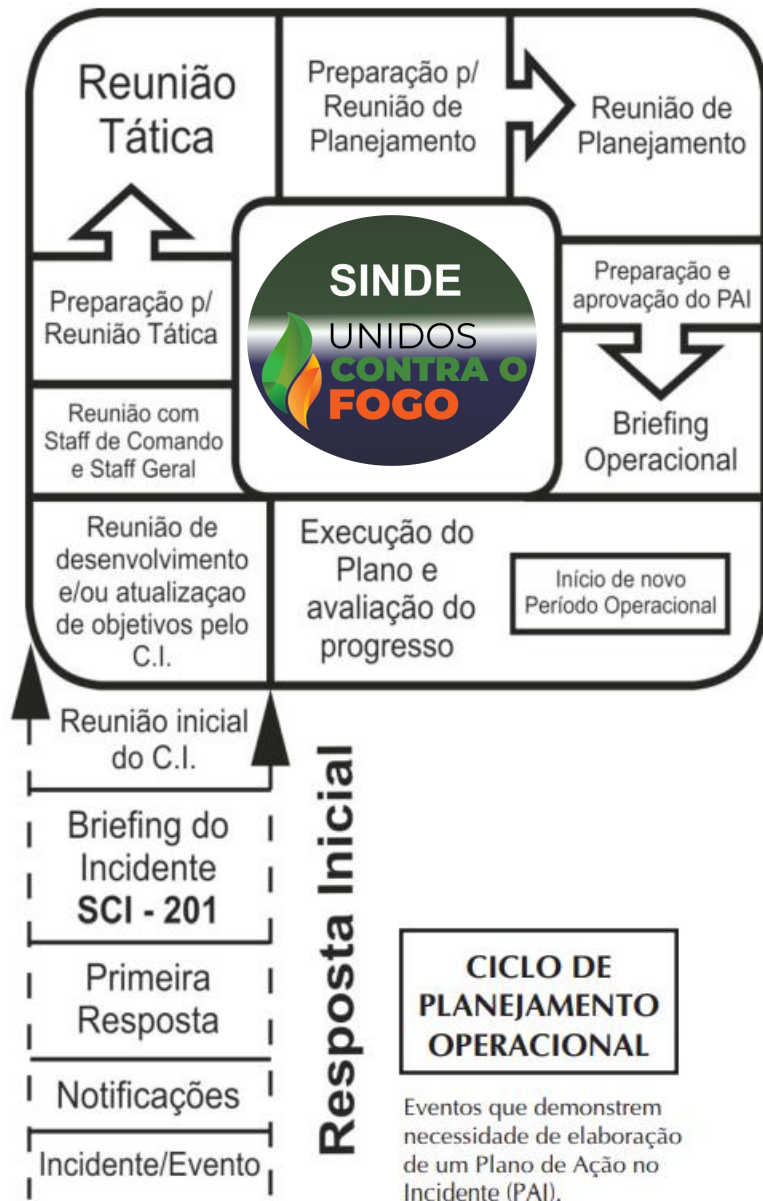 Reunião
Tática
Preparação p/
Reunião de
Planejamento
Reunião de
Planejamento
Preparação p/
Reunião Tática
SINDE
UNIDOS
CONTRA O
FOGO
Preparação e
aprovação do PAI
Reunião com
Staff de Comando
e Staff Geral
Briefing
Operacional
Reunião de
desenvolvimento
e/ou atualizaçao
de objetivos pelo
C.I.
Execução do
Plano e
avaliação do
progresso
Início de novo
Período Operacional
Reunião inicial
do C.I.
Briefing do
Incidente
SCI - 201
Primeira
Resposta
Notificações
Incidente/Evento
Resposta Inicial
CICLO DE
PLANEJAMENTO
OPERACIONAL
Eventos que demonstrem
necessidade de elaboração
de um Plano de Ação no
Incidente (PAI).